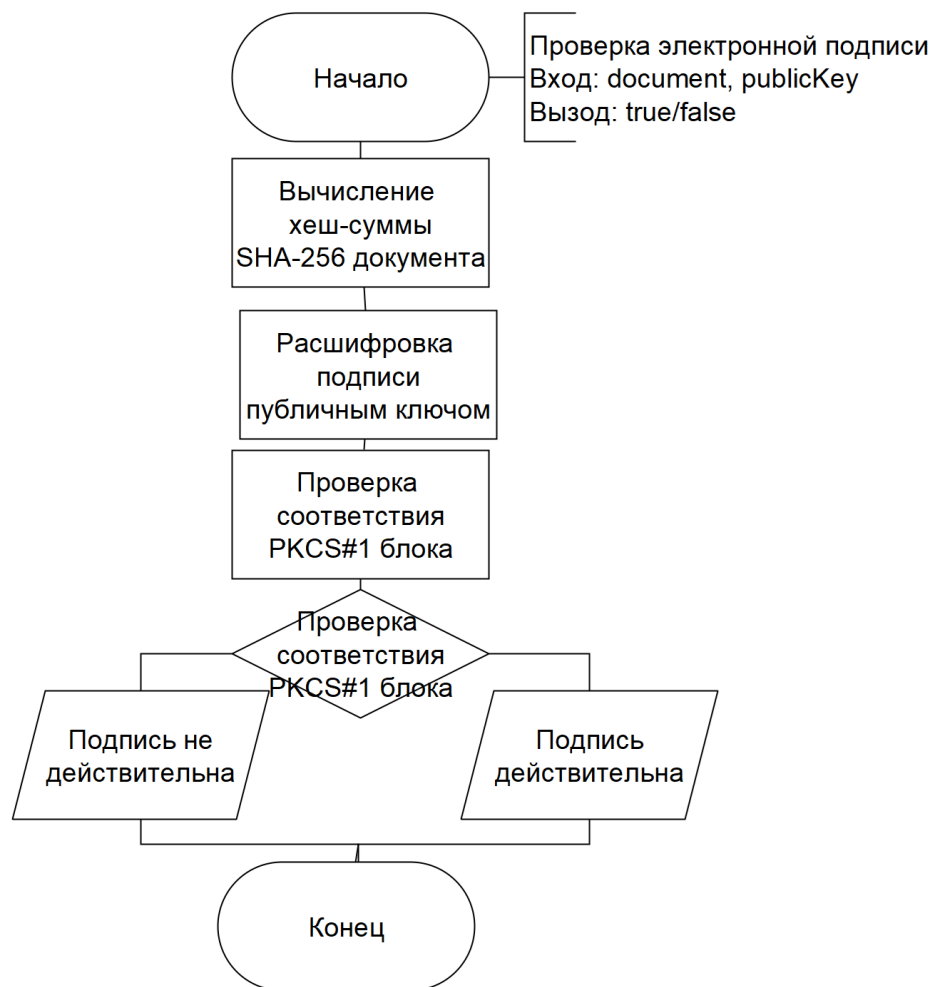 Начало
Проверка электронной подписи
Вход: document, publicKey
Вызод: true/false
Вычисление
хеш-суммы
SHA-256 документа
Расшифровка
подписи
публичным ключом
Проверка
соответствия
PKCS#1 блока
Проверка
соответствия
PKCS#1 блока
Подпись не
действительна
Подпись
действительна
Конец